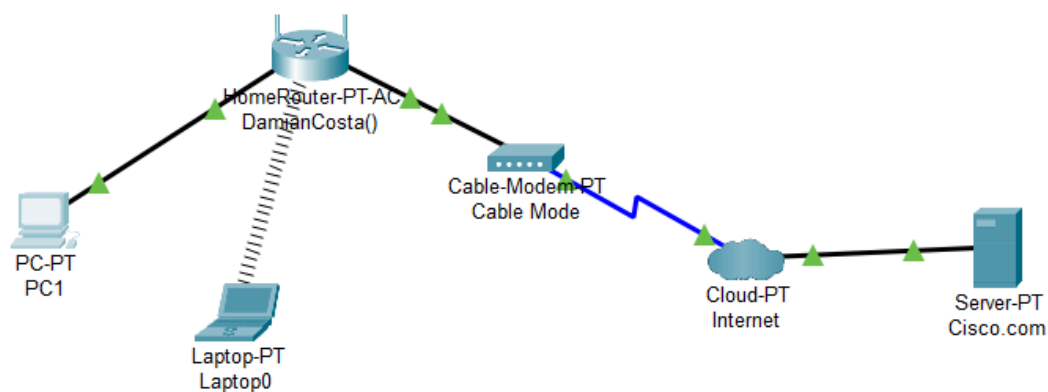 HomeRouter-PT-AC
DamianCosta()
Cable-Modem-PT
Cable Mode
PC-PT
PC1
Cloud-PT
Internet
Server-PT
Cisco.com
Laptop-PT
Laptop0